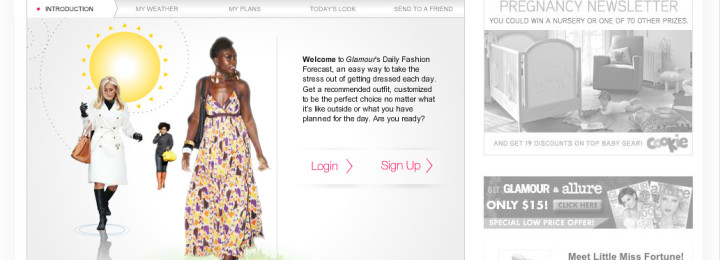 INTRODUCTION
MY WEATHER
MY PLANS
TODAY'S LOOK
SEND TO A FRIEND
Welcome to Glamour's Daily Fashion
Forecast, an easy way to take the
stress out of getting dressed each day.
Get a recommended outfit, customized
to be the perfect choice no matter what
it's like outside or what you have
planned for the day. Are you ready?
Login
Sign Up
PREGNANCY NEWSLETTER
YOU COULD WIN A NURSERY OR ONE OF 70 OTHER PRIZES.
AND GET 19 DISCOUNTS ON TOP BABY GEAR! Cookie
GET GLAMOUR & allure
ONLY $15! CLICK HERE
SPECIAL LOW PRICE OFFER!
allure
Meet Little Miss Fortune!